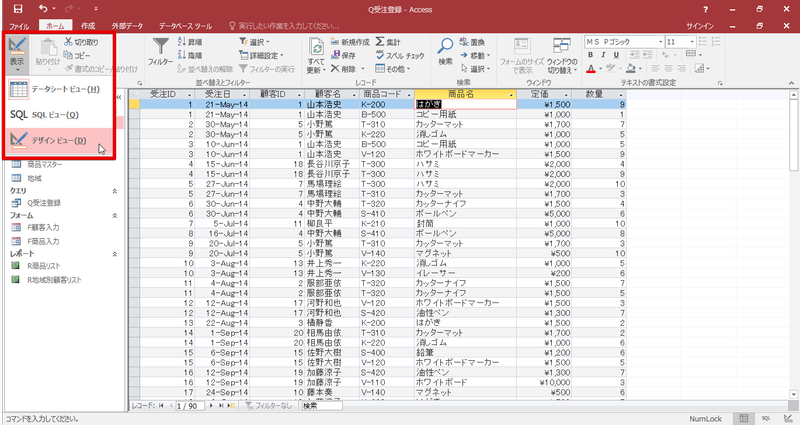 Q受注登録 - Access
ファイル ホーム 作成 外部データ データベース ツール 実行したい作業を入力してください。 サインイン
表示
貼り付け
切り取り
コピー
書式のコピー/貼り付け
フィルター
昇順
降順
並べ替えの解除
選択
詳細設定
フィルターの実行
並べ替えとフィルター
すべて更新
新規作成
保存
削除
集計
スペル チェック
その他
レコード
検索
置換
移動
選択
検索
フォームのサイズで表示
ウィンドウの切り替え
ウィンドウ
ＭＳ Ｐゴシック 11
B I U
テキストの書式設定
データシート ビュー(H)
SQL SQL ビュー(Q)
デザイン ビュー(D)
商品マスター
地域
クエリ
Q受注登録
フォーム
F顧客入力
F商品入力
レポート
R商品リスト
R地域別顧客リスト
受注ID 受注日 顧客ID 顧客名 商品コード 商品名 定価 数量
1 21-May-14 1 山本浩史 K-200 はがき ¥1,500 9
1 21-May-14 1 山本浩史 B-500 コピー用紙 ¥1,000 1
2 30-May-14 5 小野篤 T-310 カッターマット ¥1,700 7
2 30-May-14 5 小野篤 K-220 消しゴム ¥1,000 5
3 10-Jun-14 1 山本浩史 B-500 コピー用紙 ¥1,000 5
3 10-Jun-14 1 山本浩史 V-120 ホワイトボードマーカー ¥1,500 9
4 15-Jun-14 18 長谷川京子 T-300 ハサミ ¥2,000 4
4 15-Jun-14 18 長谷川京子 T-300 ハサミ ¥2,000 9
5 27-Jun-14 7 馬場理絵 T-300 ハサミ ¥2,000 10
5 27-Jun-14 7 馬場理絵 T-310 カッターマット ¥1,700 3
6 30-Jun-14 4 中野大輔 T-320 カッターナイフ ¥1,500 4
6 30-Jun-14 4 中野大輔 S-410 ボールペン ¥5,000 6
7 5-Jul-14 11 柳良平 K-210 封筒 ¥1,000 10
8 16-Jul-14 4 中野大輔 S-410 ボールペン ¥5,000 8
9 20-Jul-14 5 小野篤 T-310 カッターマット ¥1,700 3
9 20-Jul-14 5 小野篤 V-140 マグネット ¥500 10
10 3-Aug-14 13 井上秀一 K-220 消しゴム ¥1,000 5
10 3-Aug-14 13 井上秀一 V-130 イレーサー ¥200 6
11 4-Aug-14 2 服部亜依 T-320 カッターナイフ ¥1,500 5
11 4-Aug-14 2 服部亜依 T-320 カッターナイフ ¥1,500 5
12 12-Aug-14 17 河野和也 V-120 ホワイトボードマーカー ¥1,500 3
12 12-Aug-14 17 河野和也 S-420 油性ペン ¥1,300 7
13 22-Aug-14 3 橘静香 K-200 はがき ¥1,500 2
14 1-Sep-14 20 相馬由依 T-310 カッターマット ¥1,700 2
14 1-Sep-14 20 相馬由依 K-220 消しゴム ¥1,000 6
15 6-Sep-14 15 佐野大樹 S-400 鉛筆 ¥1,200 6
15 6-Sep-14 15 佐野大樹 V-120 ホワイトボードマーカー ¥1,500 5
16 12-Sep-14 19 加藤涼子 S-420 油性ペン ¥1,300 7
16 12-Sep-14 19 加藤涼子 V-110 ホワイトボード ¥10,000 3
17 24-Sep-14 10 藤本奏 V-140 マグネット ¥500 6
レコード: 1 / 90 フィルターなし 検索
コマンドを入力してください。 NumLock SQL